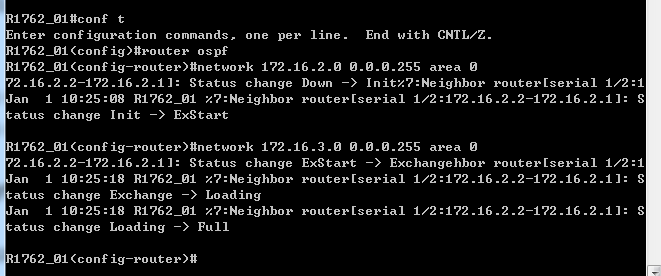 R1762_01#conf t
Enter configuration commands, one per line.  End with CNTL/Z.
R1762_01(config)#router ospf
R1762_01(config-router)#network 172.16.2.0 0.0.0.255 area 0
72.16.2.2-172.16.2.1]: Status change Down -> Init%7:Neighbor router[serial 1/2:1
Jan  1 10:25:08 R1762_01 %7:Neighbor router[serial 1/2:172.16.2.2-172.16.2.1]: S
tatus change Init -> ExStart
R1762_01(config-router)#network 172.16.3.0 0.0.0.255 area 0
72.16.2.2-172.16.2.1]: Status change ExStart -> Exchangehbor router[serial 1/2:1
Jan  1 10:25:18 R1762_01 %7:Neighbor router[serial 1/2:172.16.2.2-172.16.2.1]: S
tatus change Exchange -> Loading
Jan  1 10:25:18 R1762_01 %7:Neighbor router[serial 1/2:172.16.2.2-172.16.2.1]: S
tatus change Loading -> Full
R1762_01(config-router)#